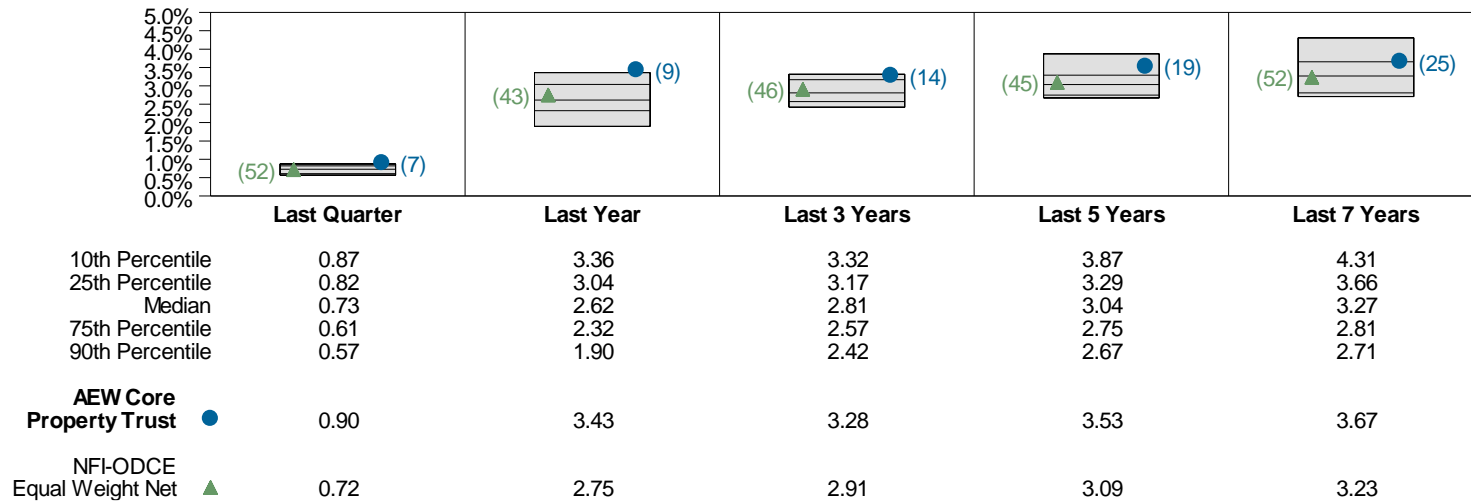 5.0%
4.5%
4.0%
3.5%
3.0%
2.5%
2.0%
1.5%
1.0%
0.5%
0.0%
(52) (7)
(43) (9)
(46) (14)
(45) (19)
(52) (25)
Last Quarter Last Year Last 3 Years Last 5 Years Last 7 Years
10th Percentile 0.87 3.36 3.32 3.87 4.31
25th Percentile 0.82 3.04 3.17 3.29 3.66
Median 0.73 2.62 2.81 3.04 3.27
75th Percentile 0.61 2.32 2.57 2.75 2.81
90th Percentile 0.57 1.90 2.42 2.67 2.71
AEW Core
Property Trust 0.90 3.43 3.28 3.53 3.67
NFI-ODCE
Equal Weight Net 0.72 2.75 2.91 3.09 3.23